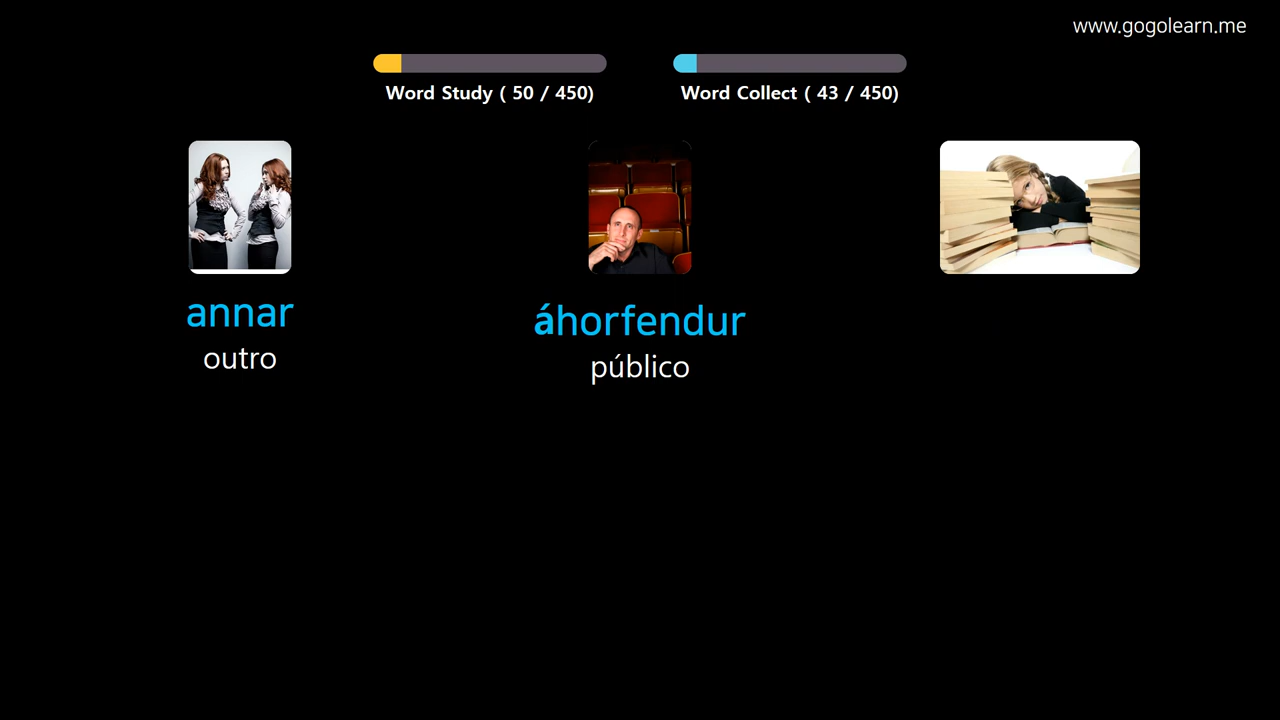 www.gogolearn.me
Word Study ( 50 / 450)
Word Collect ( 43 / 450)
annar
outro
áhorfendur
público